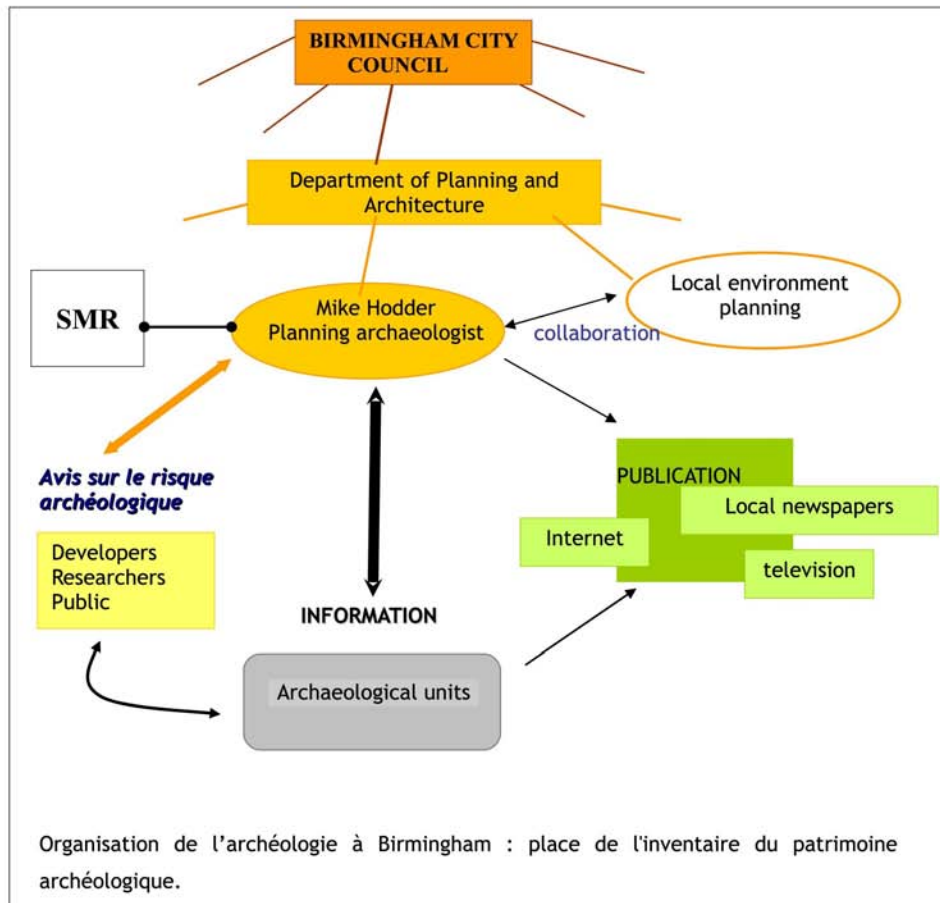 BIRMINGHAM CITY
COUNCIL
Department of Planning and
Architecture
SMR
Mike Hodder
Planning archaeologist
collaboration
Local environment
planning
Avis sur le risque
archéologique
Developers
Researchers
Public
PUBLICATION
Local newspapers
Internet
television
INFORMATION
Archaeological units
Organisation de l'archéologie à Birmingham : place de l'inventaire du patrimoine
archéologique.